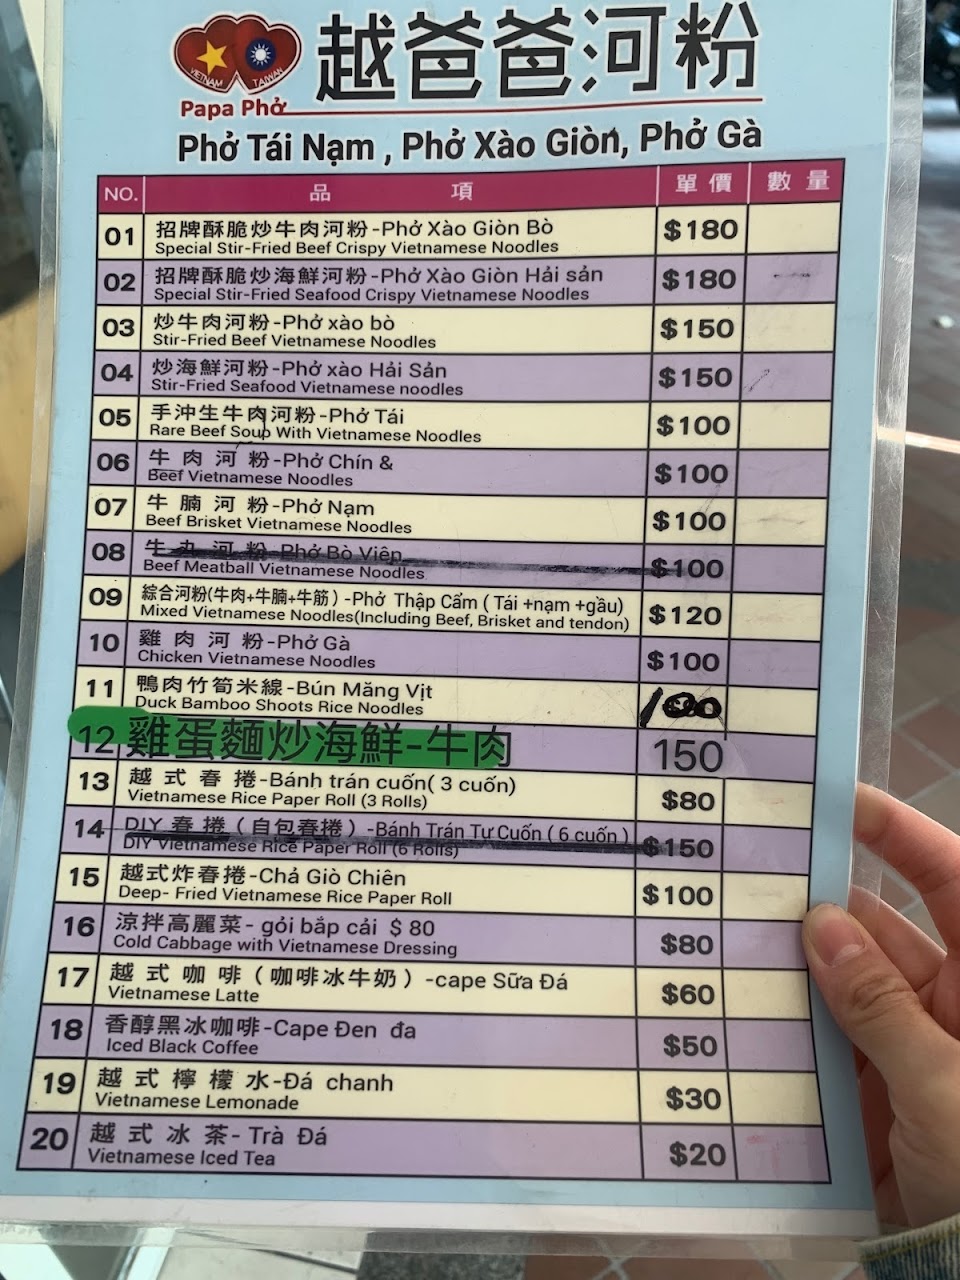 越爸爸河粉
VIETNAM TAIWAN
Papa Phở
Phở Tái Nạm , Phở Xào Giòn, Phở Gà
NO. 品 項 單 價 數 量
01 招牌酥脆炒牛肉河粉-Phở Xào Giòn Bò $180
Special Stir-Fried Beef Crispy Vietnamese Noodles
02 招牌酥脆炒海鮮河粉-Phở Xào Giòn Hải sản $180
Special Stir-Fried Seafood Crispy Vietnamese Noodles
03 炒牛肉河粉-Phở xào bò $150
Stir-Fried Beef Vietnamese Noodles
04 炒海鮮河粉-Phở xào Hải Sản $150
Stir-Fried Seafood Vietnamese noodles
05 手沖生牛肉河粉-Phở Tái $100
Rare Beef Soup With Vietnamese Noodles
06 牛 肉 河 粉-Phở Chín & $100
Beef Vietnamese Noodles
07 牛 腩 河 粉-Phở Nạm $100
Beef Brisket Vietnamese Noodles
08 牛 丸 河 粉-Phở Bò Viên $100
Beef Meatball Vietnamese Noodles
09 綜合河粉(牛肉+牛腩+牛筋）-Phở Thập Cẩm ( Tái +nạm +gầu) $120
Mixed Vietnamese Noodles(Including Beef, Brisket and tendon)
10 雞 肉 河 粉-Phở Gà $100
Chicken Vietnamese Noodles
11 鴨肉竹筍米線-Bún Măng Vịt 100
Duck Bamboo Shoots Rice Noodles
12 雞蛋麵炒海鮮-牛肉 150
13 越 式 春 捲-Bánh trán cuốn( 3 cuốn) $80
Vietnamese Rice Paper Roll (3 Rolls)
14 DIY 春 捲（自包春捲）-Bánh Trán Tự Cuốn ( 6 cuốn ) $150
DIY Vietnamese Rice Paper Roll (6 Rolls)
15 越式炸春捲-Chả Giò Chiên $100
Deep- Fried Vietnamese Rice Paper Roll
16 涼拌高麗菜- gỏi bắp cải $ 80 $80
Cold Cabbage with Vietnamese Dressing
17 越 式 咖 啡（咖啡冰牛奶）-cape Sữa Đá $60
Vietnamese Latte
18 香醇黑冰咖啡-Cape Đen đa $50
Iced Black Coffee
19 越 式 檸 檬 水-Đá chanh $30
Vietnamese Lemonade
20 越 式 冰 茶- Trà Đá $20
Vietnamese Iced Tea